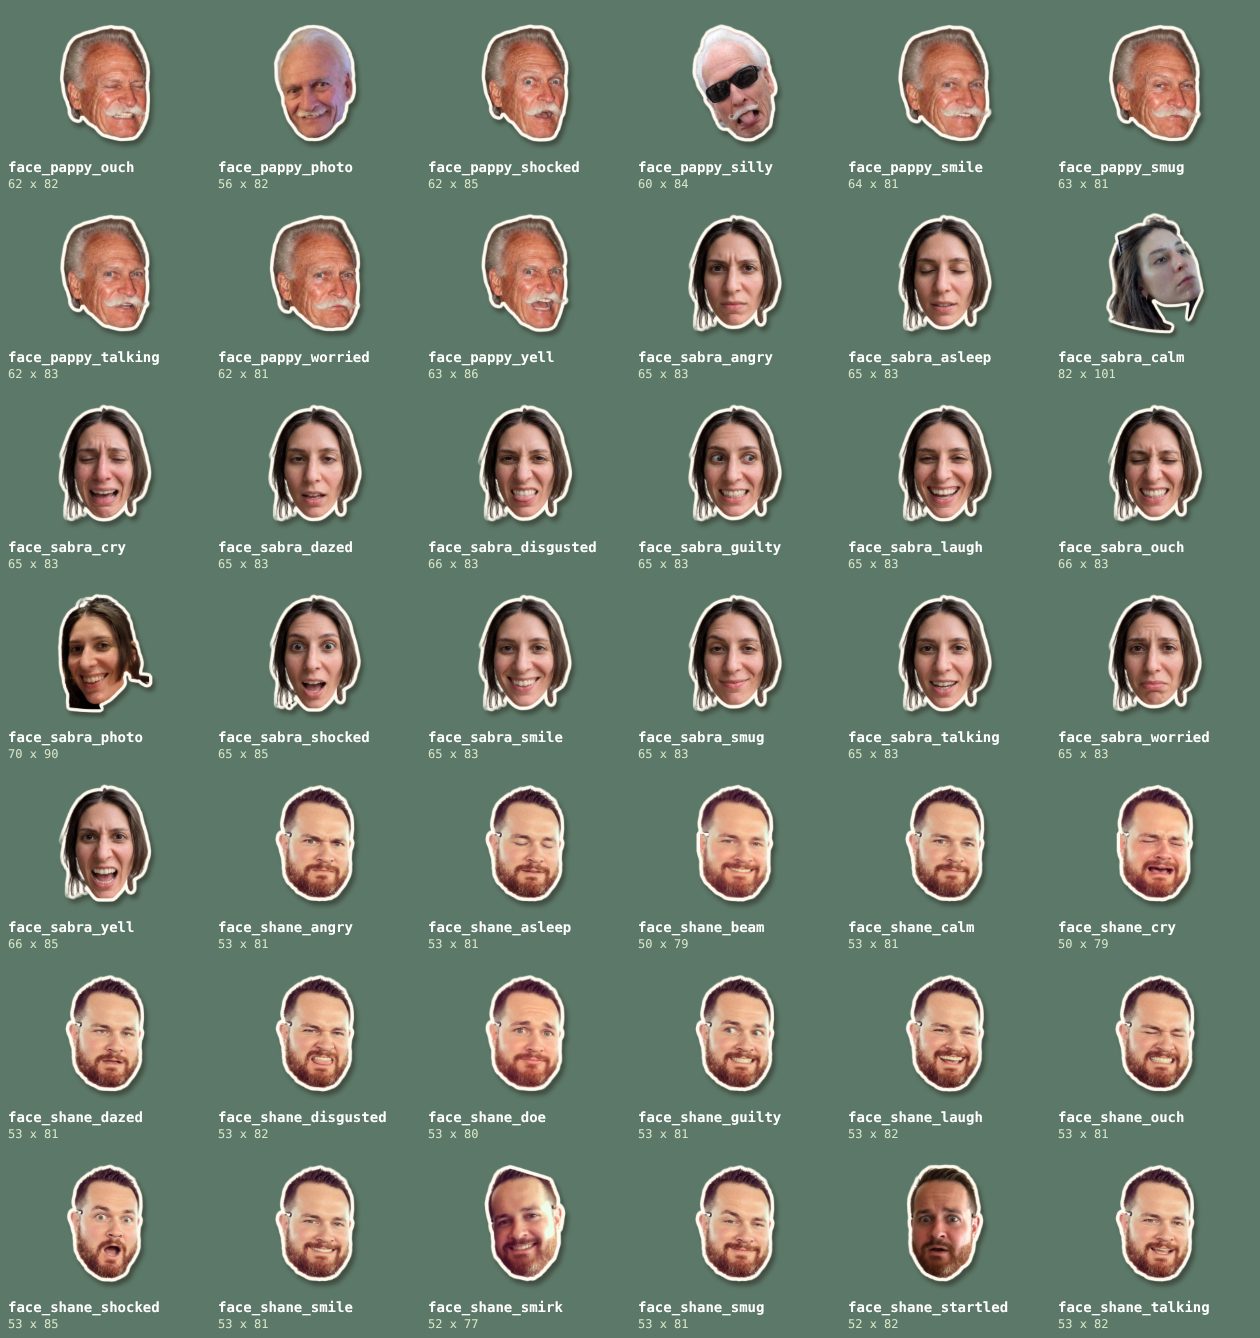 face_pappy_ouch
62 x 82
face_pappy_photo
56 x 82
face_pappy_shocked
62 x 85
face_pappy_silly
60 x 84
face_pappy_smile
64 x 81
face_pappy_smug
63 x 81
face_pappy_talking
62 x 83
face_pappy_worried
62 x 81
face_pappy_yell
63 x 86
face_sabra_angry
65 x 83
face_sabra_asleep
65 x 83
face_sabra_calm
82 x 101
face_sabra_cry
65 x 83
face_sabra_dazed
65 x 83
face_sabra_disgusted
66 x 83
face_sabra_guilty
65 x 83
face_sabra_laugh
65 x 83
face_sabra_ouch
66 x 83
face_sabra_photo
70 x 90
face_sabra_shocked
65 x 85
face_sabra_smile
65 x 83
face_sabra_smug
65 x 83
face_sabra_talking
65 x 83
face_sabra_worried
65 x 83
face_sabra_yell
66 x 85
face_shane_angry
53 x 81
face_shane_asleep
53 x 81
face_shane_beam
50 x 79
face_shane_calm
53 x 81
face_shane_cry
50 x 79
face_shane_dazed
53 x 81
face_shane_disgusted
53 x 82
face_shane_doe
53 x 80
face_shane_guilty
53 x 81
face_shane_laugh
53 x 82
face_shane_ouch
53 x 81
face_shane_shocked
53 x 85
face_shane_smile
53 x 81
face_shane_smirk
52 x 77
face_shane_smug
53 x 81
face_shane_startled
52 x 82
face_shane_talking
53 x 82